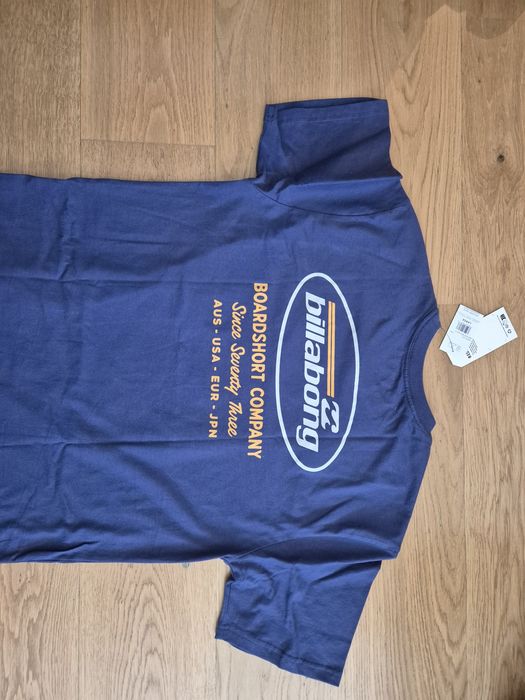 billabong
BOARDSHORT COMPANY
Since Seventy Three
AUS - USA - EUR - JPN